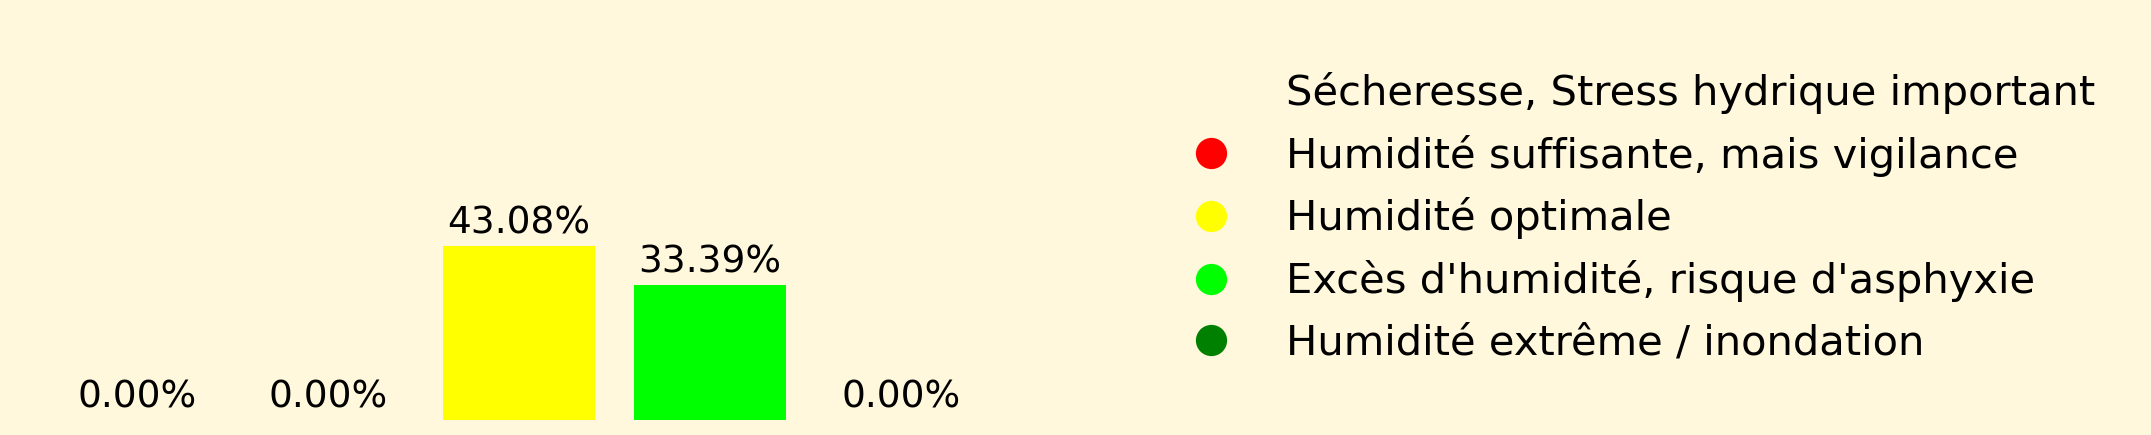 43.08%
33.39%
0.00%
0.00%
0.00%
Sécheresse, Stress hydrique important
Humidité suffisante, mais vigilance
Humidité optimale
Excès d'humidité, risque d'asphyxie
Humidité extrême / inondation